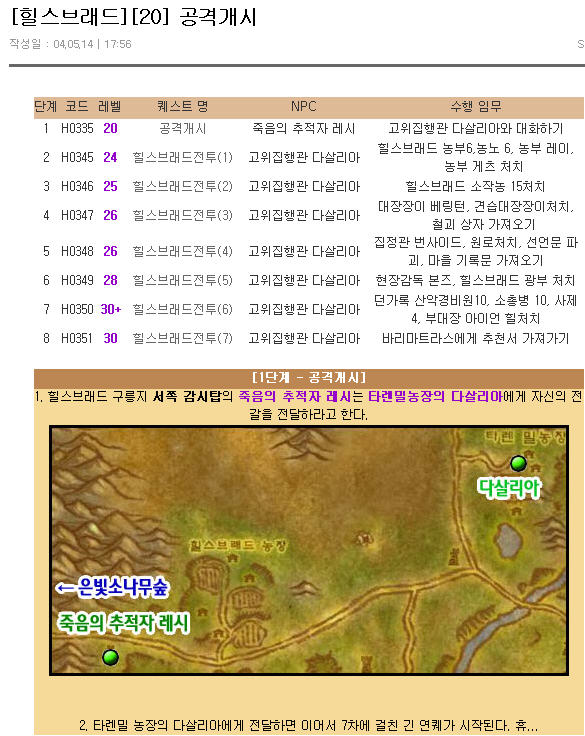 [힐스브래드][20] 공격개시
작성일 : 04,05,14 | 17:56
S
단계 코드 레벨 퀘스트 명 NPC 수행 임무
1 H0335 20 공격개시 죽음의 추적자 레시 고위집행관 다살리아와 대화하기
2 H0345 24 힐스브래드전투(1) 고위집행관 다살리아 힐스브래드 농부6,농노 6, 농부 레이,
농부 게츠 처치
3 H0346 25 힐스브래드전투(2) 고위집행관 다살리아 힐스브래드 소작농 15처치
4 H0347 26 힐스브래드전투(3) 고위집행관 다살리아 대장장이 베링턴, 견습대장장이처치,
철괴 상자 가져오기
5 H0348 26 힐스브래드전투(4) 고위집행관 다살리아 집정관 번사이드, 원로처치, 선언문 파
괴, 마을 기록문 가져오기
6 H0349 28 힐스브래드전투(5) 고위집행관 다살리아 현장감독 본즈, 힐스브래드 광부 처치
7 H0350 30+ 힐스브래드전투(6) 고위집행관 다살리아 던가록 산악경비원10, 소총병 10, 사제
4, 부대장 아이언 힐처치
8 H0351 30 힐스브래드전투(7) 고위집행관 다살리아 바리마트라스에게 추천서 가져가기
[1단계 - 공격개시]
1. 힐스브래드 구릉지 서쪽 감시탑의 죽음의 추적자 레시는 타렌밀농장의 다살리아에게 자신의 전
갈을 전달하라고 한다.
타렌 밀농장
다살리아
힐스브래드 농장
←은빛소나무숲
죽음의 추적자 레시
2. 타렌밀 농장의 다살리아에게 전달하면 이어서 7차에 걸친 긴 연퀘가 시작된다. 휴...